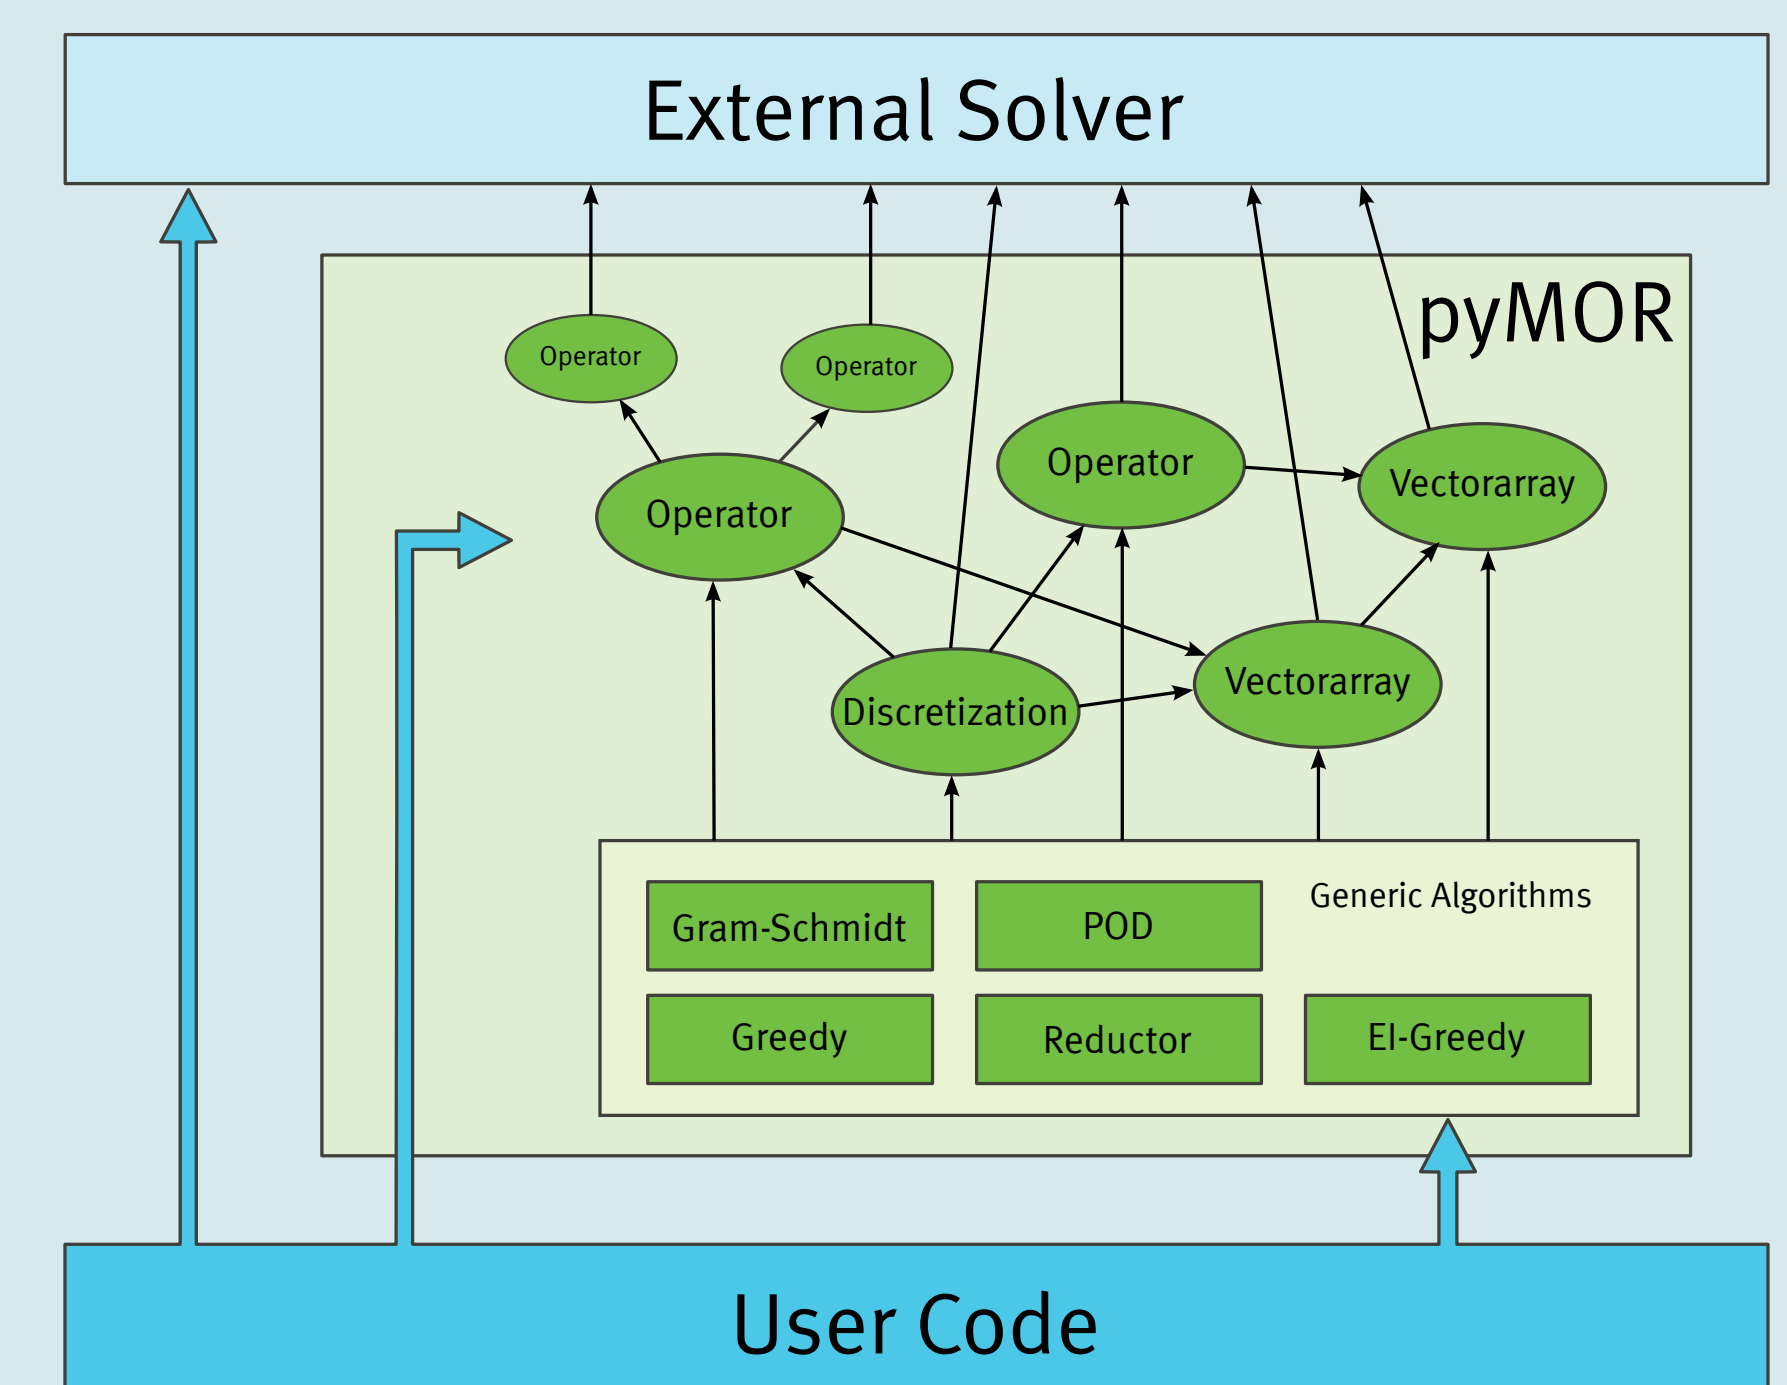 External Solver
pyMOR
Operator
Operator
Operator
Operator
Vectorarray
Vectorarray
Discretization
Generic Algorithms
Gram-Schmidt
POD
Greedy
Reductor
EI-Greedy
User Code